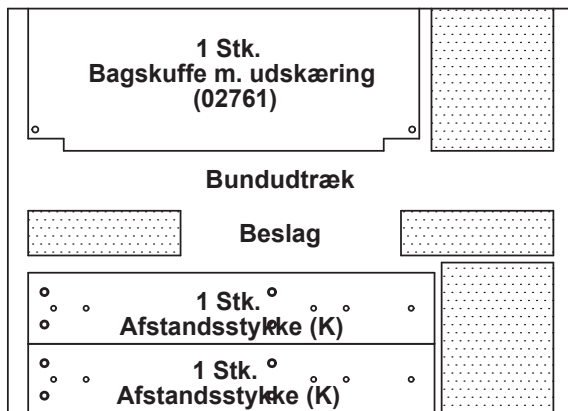 1 Stk.
Bagskuffe m. udskæring
(02761)
Bundudtræk
Beslag
1 Stk.
Afstandsstykke (K)
1 Stk.
Afstandsstykke (K)